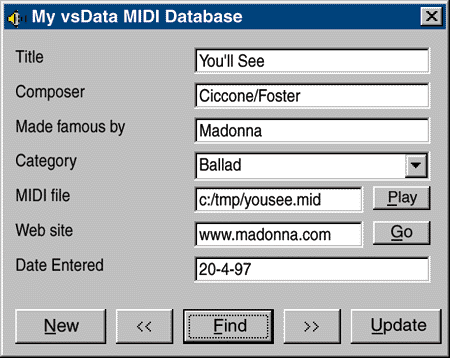 My vsData MIDI Database
Title You'll See
Composer Ciccone/Foster
Made famous by Madonna
Category Ballad
MIDI file c:/tmp/yousee.mid Play
Web site www.madonna.com Go
Date Entered 20-4-97
New << Find >> Update